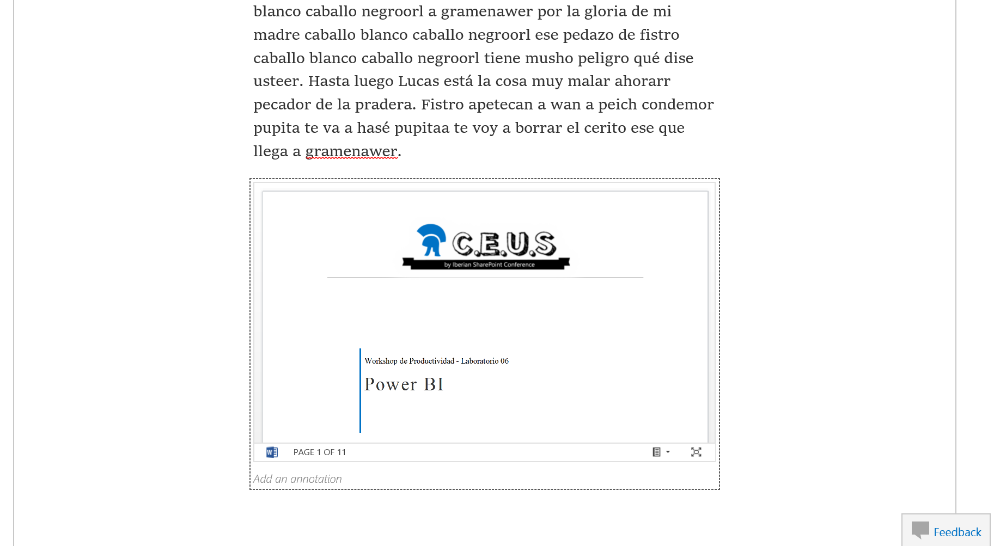 blanco caballo negroorl a gramenawer por la gloria de mi
madre caballo blanco caballo negroorl ese pedazo de fistro
caballo blanco caballo negroorl tiene musho peligro qué dise
usteer. Hasta luego Lucas está la cosa muy malar ahorarr
pecador de la pradera. Fistro apetecan a wan a peich condemor
pupita te va a hasé pupitaa te voy a borrar el cerito ese que
llega a gramenawer.
C.E.U.S
by Iberian SharePoint Conference
Workshop de Productividad - Laboratorio 06
Power BI
PAGE 1 OF 11
Add an annotation
Feedback